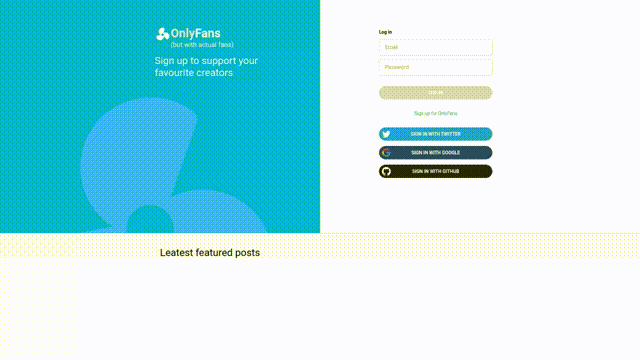 OnlyFans
(but with actual fans)
Sign up to support your
favourite creators
Log in
Email
Password
LOG IN
Sign up for OnlyFans
SIGN IN WITH TWITTER
SIGN IN WITH GOOGLE
SIGN IN WITH GITHUB
Leatest featured posts